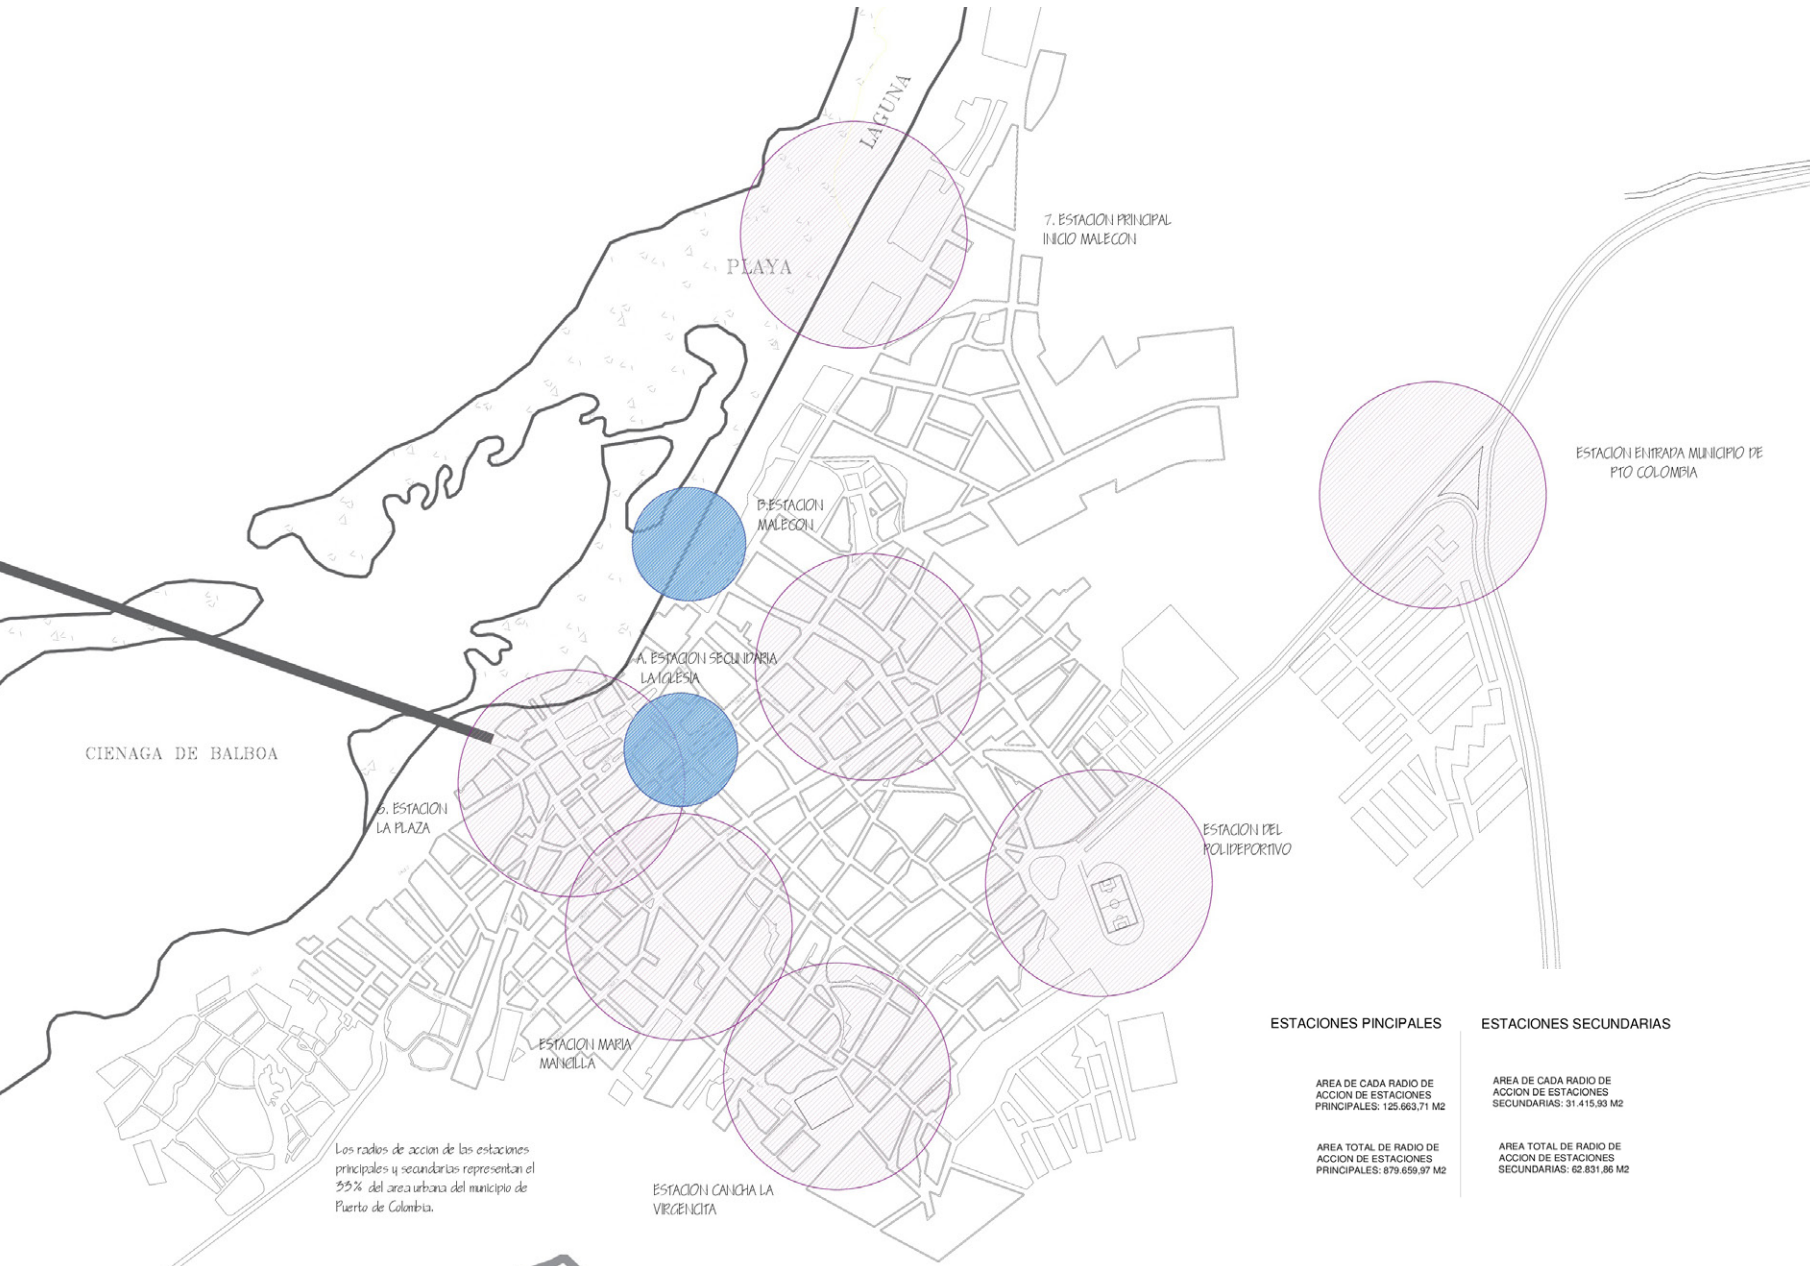 LAGUNA
7. ESTACION PRINCIPAL
INICIO MALECON
PLAYA
ESTACION ENTRADA MUNICIPIO DE
PTO COLOMBIA
B.ESTACION
MALECON
A. ESTACION SECUNDARIA
LA IGLESIA
CIENAGA DE BALBOA
ESTACION
LA PLAZA
ESTACION DEL
POLIDEPORTIVO
ESTACION MARIA
MANCILLA
ESTACION CANCHA LA
VIRGENCITA
Los radios de accion de las estaciones
principales y secundarias representan el
33% del area urbana del municipio de
Puerto de Colombia.
ESTACIONES PINCIPALES
AREA DE CADA RADIO DE
ACCION DE ESTACIONES
PRINCIPALES: 125.663,71 M2
AREA TOTAL DE RADIO DE
ACCION DE ESTACIONES
PRINCIPALES: 879.659,97 M2
ESTACIONES SECUNDARIAS
AREA DE CADA RADIO DE
ACCION DE ESTACIONES
SECUNDARIAS: 31.415,93 M2
AREA TOTAL DE RADIO DE
ACCION DE ESTACIONES
SECUNDARIAS: 62.831,86 M2